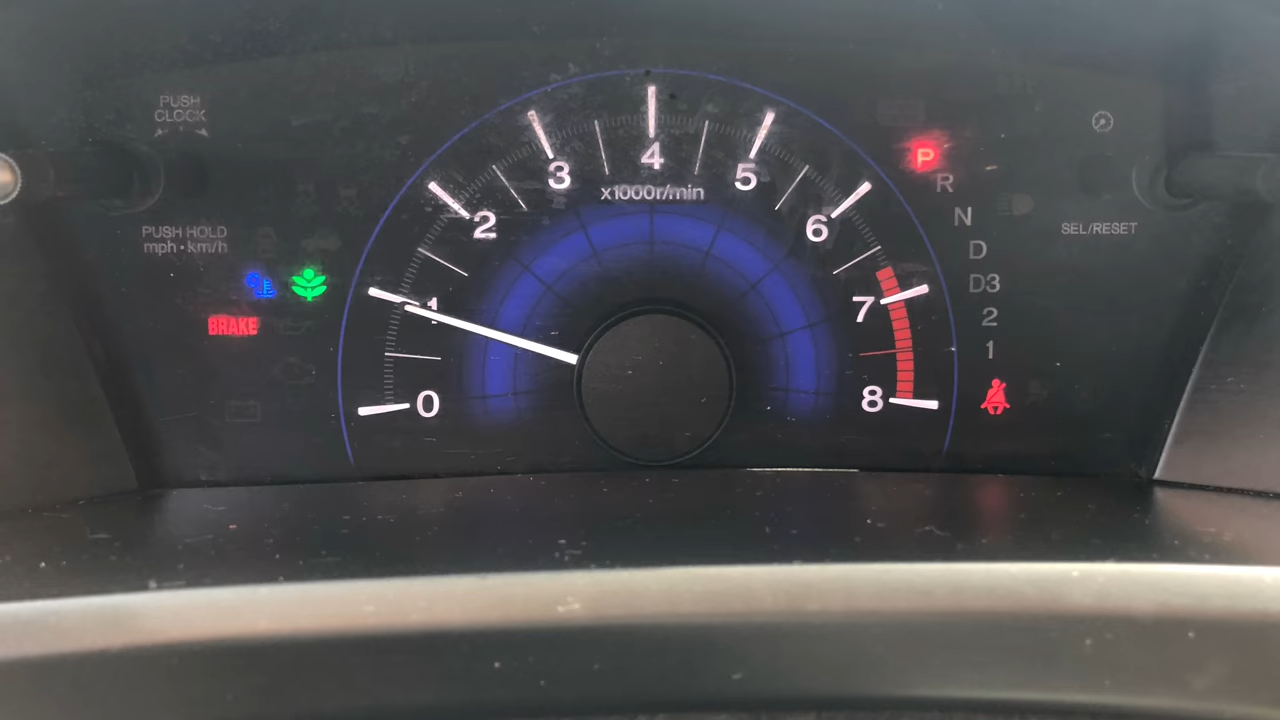 PUSH
CLOCK
PUSH HOLD
mph • km/h
BRAKE
0
1
2
3
4
5
6
7
8
x1000r/min
P
R
N
D
D3
2
1
SEL/RESET